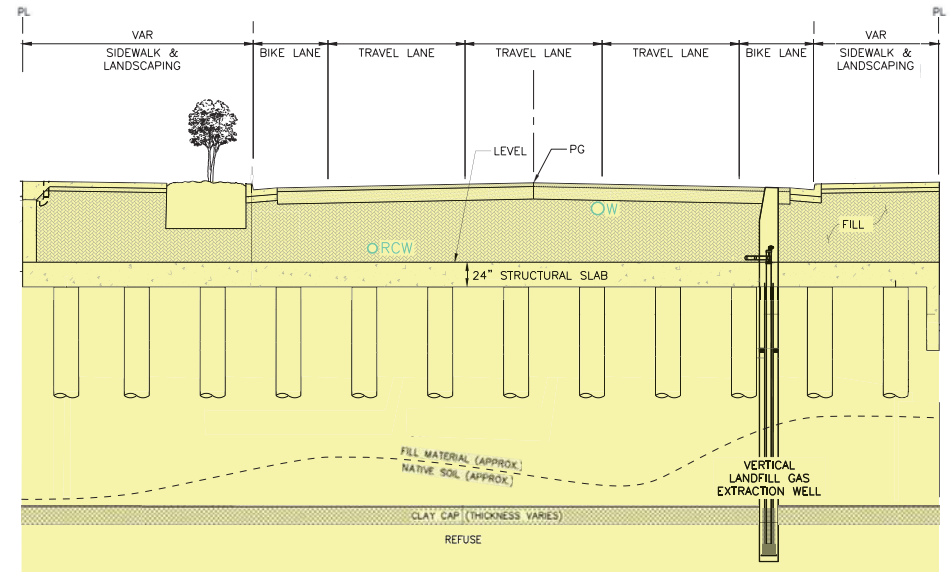 PL
PL
VAR
VAR
SIDEWALK &
LANDSCAPING
BIKE LANE
TRAVEL LANE
TRAVEL LANE
TRAVEL LANE
BIKE LANE
SIDEWALK &
LANDSCAPING
LEVEL
PG
W
FILL
RCW
24" STRUCTURAL SLAB
FILL MATERIAL (APPROX.)
NATIVE SOIL (APPROX.)
VERTICAL
LANDFILL GAS
EXTRACTION WELL
CLAY CAP (THICKNESS VARIES)
REFUSE